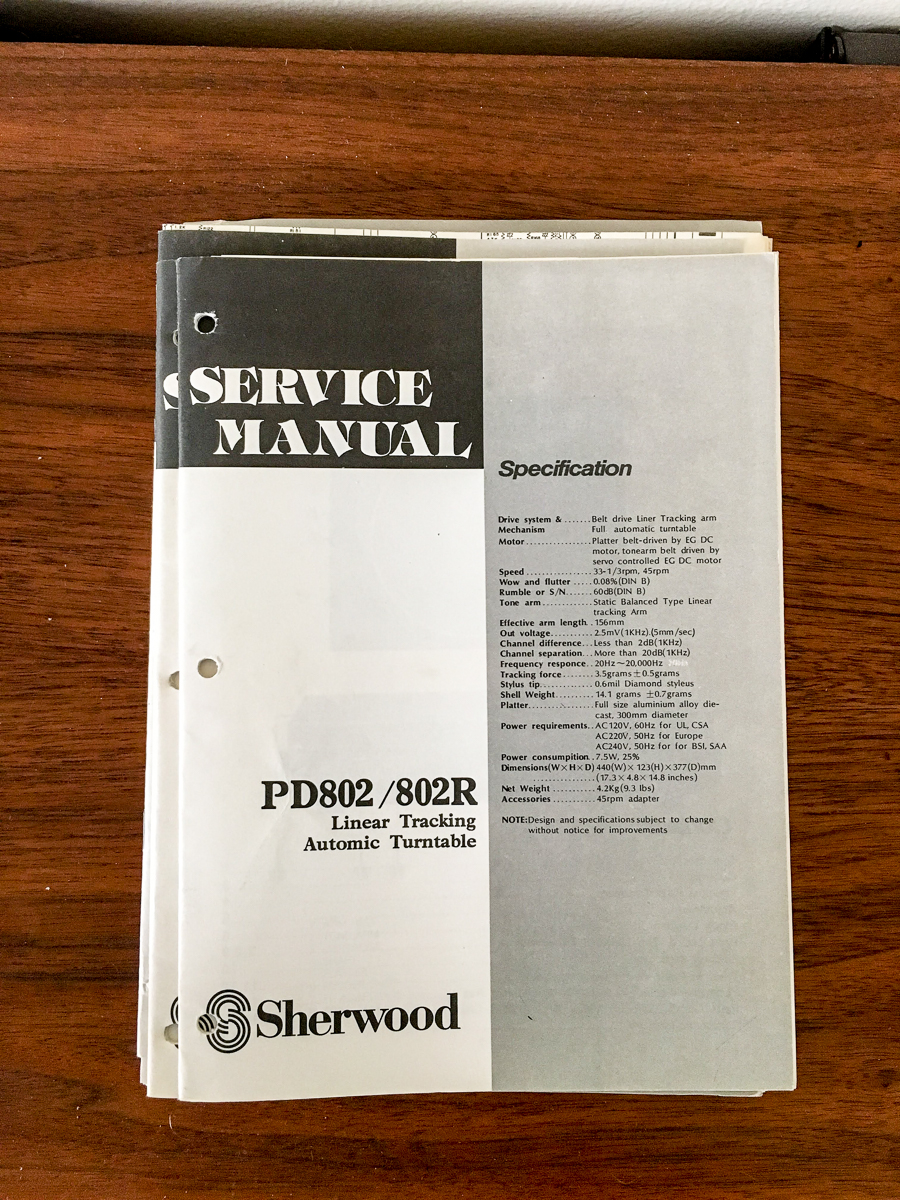 SERVICE
MANUAL
PD802/802R
Linear Tracking
Automic Turntable
Sherwood
Specification
Drive system & .......Belt drive Liner Tracking arm
Mechanism Full automatic turntable
Motor.................Platter belt-driven by EG DC
motor, tonearm belt driven by
servo controlled EG DC motor
Speed .................33-1/3rpm, 45rpm
Wow and flutter .....0.08%(DIN B)
Rumble or S/N.......60dB(DIN B)
Tone arm.............Static Balanced Type Linear
tracking Arm
Effective arm length..156mm
Out voltage...........2.5mV(1KHz).(5mm/sec)
Channel difference...Less than 2dB(1KHz)
Channel separation...More than 20dB(1KHz)
Frequency responce..20Hz~20,000Hz
Tracking force........3.5grams±0.5grams
Stylus tip..............0.6mil Diamond styleus
Shell Weight..........14.1 grams ±0.7grams
Platter.................Full size aluminium alloy die-
cast, 300mm diameter
Power requirements..AC120V, 60Hz for UL, CSA
AC220V, 50Hz for Europe
AC240V, 50Hz for for BSI, SAA
Power consumpition..7.5W, 25%
Dimensions(W×H×D) 440(W)×123(H)×377(D)mm
................(17.3×4.8×14.8 inches)
Net Weight ...........4.2Kg(9.3 lbs)
Accessories ...........45rpm adapter
NOTE:Design and specifications subject to change
without notice for improvements